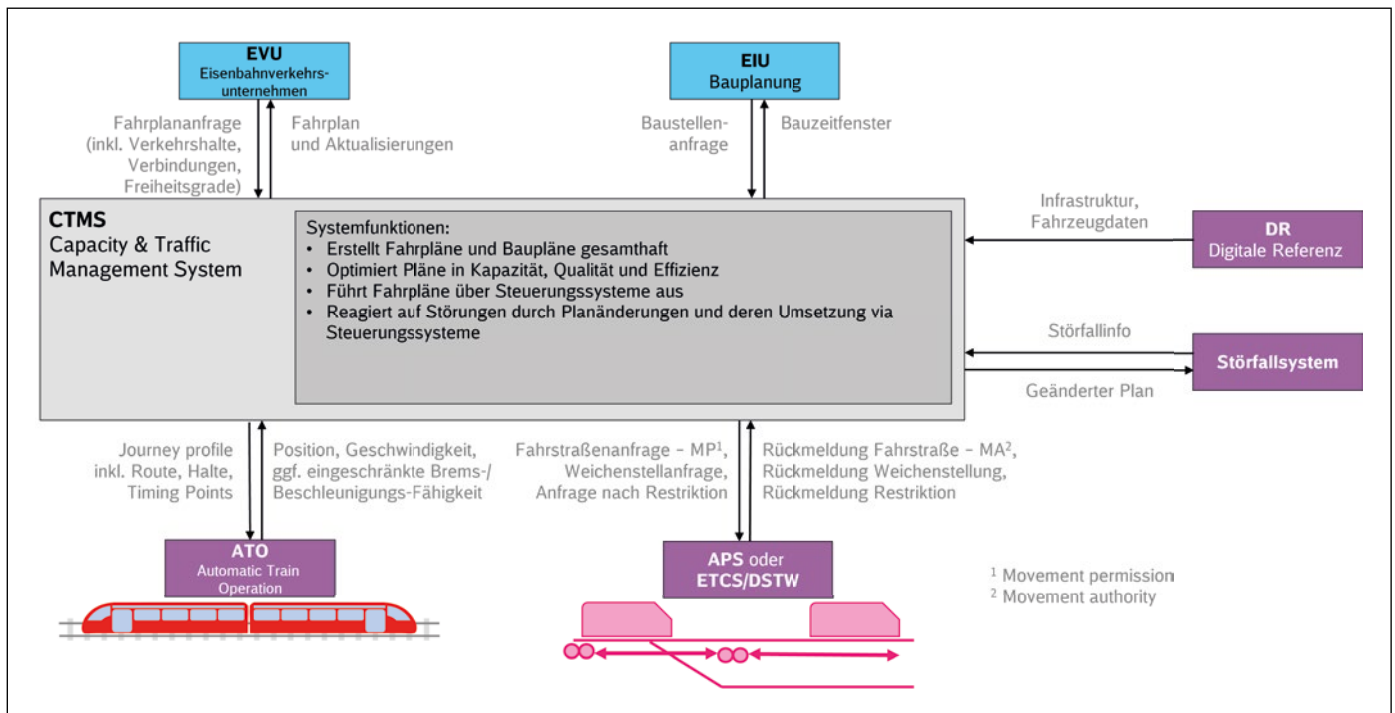 EVU
Eisenbahnverkehrs-
unternehmen
EIU
Bauplanung
Fahrplananfrage
(inkl. Verkehrshalte,
Verbindungen,
Freiheitsgrade)
Fahrplan
und Aktualisierungen
Baustellen-
anfrage
Bauzeitfenster
CTMS
Capacity & Traffic
Management System
Systemfunktionen:
• Erstellt Fahrpläne und Baupläne gesamthaft
• Optimiert Pläne in Kapazität, Qualität und Effizienz
• Führt Fahrpläne über Steuerungssysteme aus
• Reagiert auf Störungen durch Planänderungen und deren Umsetzung via
Steuerungssysteme
Infrastruktur,
Fahrzeugdaten
DR
Digitale Referenz
Störfallinfo
Störfallsystem
Geänderter Plan
Journey profile
inkl. Route, Halte,
Timing Points
Position, Geschwindigkeit,
ggf. eingeschränkte Brems-/
Beschleunigungs-Fähigkeit
Fahrstraßenanfrage – MP¹,
Weichenstellanfrage,
Anfrage nach Restriktion
Rückmeldung Fahrstraße – MA²,
Rückmeldung Weichenstellung,
Rückmeldung Restriktion
ATO
Automatic Train
Operation
APS oder
ETCS/DSTW
¹ Movement permission
² Movement authority